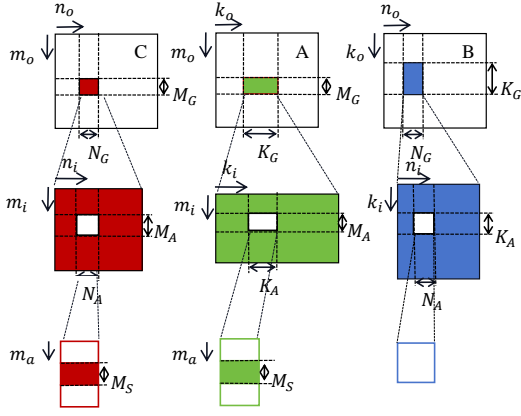 n_o
k_o
n_o
m_o
C
m_o
A
k_o
B
M_G
M_G
K_G
N_G
K_G
N_G
n_i
k_i
n_i
m_i
m_i
k_i
M_A
M_A
K_A
N_A
K_A
N_A
m_a
m_a
M_S
M_S